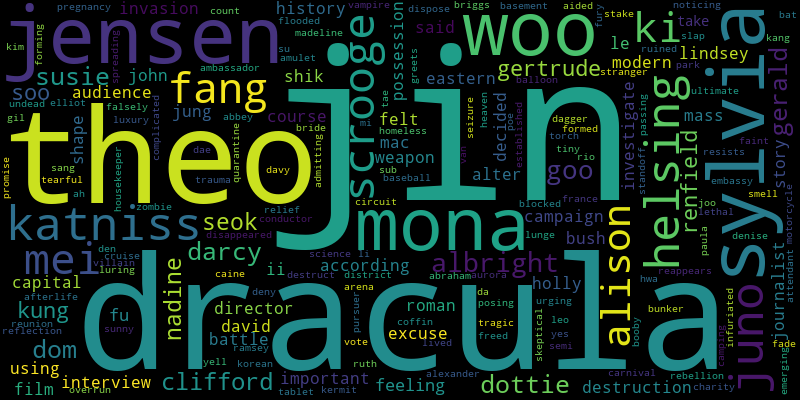 pregnancy invasion count
history vampire briggs basement aided
stake noticing bat
kim forming jensen spreading flooded madeline said woo ki take lindsey kang
su ambassador amulet possession dispose greets fury slap ruined park
susie john fang shik scrooge eastern gertrude le modern stranger gerald
soo audience balloon
undead elliot falsely jung course felt decided dagger formed mass ultimate
gil shape luxury abbey bride mi tae homeless poe heaven seizure torch investigate passing faint
promise theo jin mac weapon van established tiny rio standoff resists story
complicated quarantine admitting sub baseball alter goo helsing renfield embassy sylvia
sang tearful housekeeper dae davy trauma circuit blocked france smell
ah zombie relief conductor joo lethal motorcycle
katniss seok disappeared mona lunge campaign bush alison paula denise attendant
mei den cruise darcy science li according albright holly hwa reappears journalist
villain luring nadine ii destruct district abraham aurora
capital caine deny arena da urging
afterlife kung fu director pursuer roman posing leo bunker infuriated juno
reunion reflection sunny dracula david battle vote coffin excuse tragic freed skeptical yes semi booby camping fade
dom ramsey yell korean lived
using ruth alexander carnival rebellion
film overrun interview clifford important tablet kermit feeling dottie destruction charity emerging